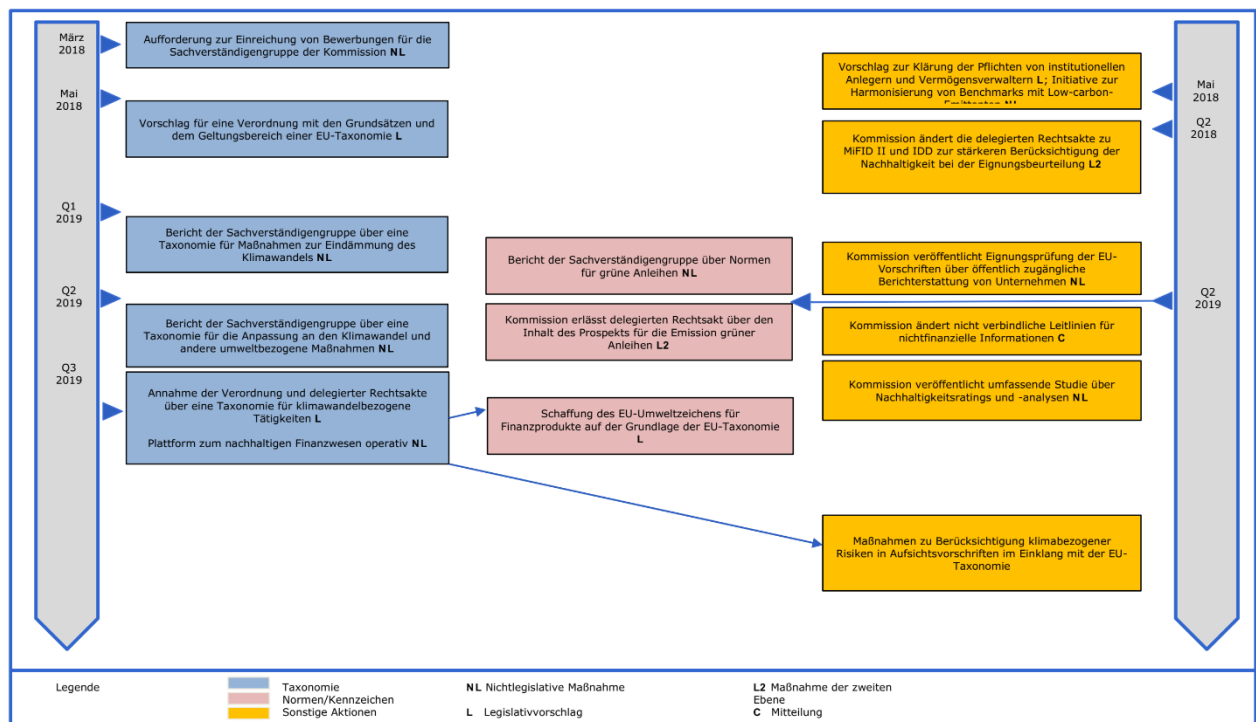 März
2018
Aufforderung zur Einreichung von Bewerbungen für die
Sachverständigengruppe der Kommission NL
Mai
2018
Vorschlag für eine Verordnung mit den Grundsätzen und
dem Geltungsbereich einer EU-Taxonomie L
Q1
2019
Bericht der Sachverständigengruppe über eine
Taxonomie für Maßnahmen zur Eindämmung des
Klimawandels NL
Q2
2019
Bericht der Sachverständigengruppe über eine
Taxonomie für die Anpassung an den Klimawandel und
andere umweltbezogene Maßnahmen NL
Q3
2019
Annahme der Verordnung und delegierter Rechtsakte
über eine Taxonomie für klimawandelbezogene
Tätigkeiten L
Plattform zum nachhaltigen Finanzwesen operativ NL
Bericht der Sachverständigengruppe über Normen
für grüne Anleihen NL
Kommission erlässt delegierten Rechtsakt über den
Inhalt des Prospekts für die Emission grüner
Anleihen L2
Schaffung des EU-Umweltzeichens für
Finanzprodukte auf der Grundlage der EU-Taxonomie
L
Vorschlag zur Klärung der Pflichten von institutionellen
Anlegern und Vermögensverwaltern L; Initiative zur
Harmonisierung von Benchmarks mit Low-carbon-
Emittenten NL
Mai
2018
Q2
2018
Kommission ändert die delegierten Rechtsakte zu
MiFID II und IDD zur stärkeren Berücksichtigung der
Nachhaltigkeit bei der Eignungsbeurteilung L2
Kommission veröffentlicht Eignungsprüfung der EU-
Vorschriften über öffentlich zugängliche
Berichterstattung von Unternehmen NL
Q2
2019
Kommission ändert nicht verbindliche Leitlinien für
nichtfinanzielle Informationen C
Kommission veröffentlicht umfassende Studie über
Nachhaltigkeitsratings und -analysen NL
Maßnahmen zu Berücksichtigung klimabezogener
Risiken in Aufsichtsvorschriften im Einklang mit der EU-
Taxonomie
Legende
Taxonomie
Normen/Kennzeichen
Sonstige Aktionen
NL Nichtlegislative Maßnahme
L Legislativvorschlag
L2 Maßnahme der zweiten
Ebene
C Mitteilung